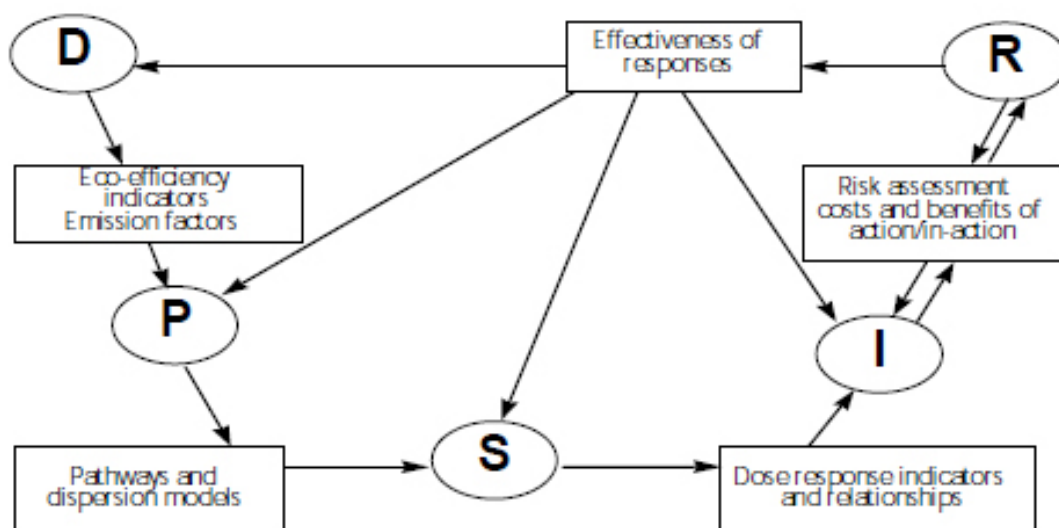 D
Effectiveness of
responses
R
Eco-efficiency
indicators
Emission factors
Risk assessment
costs and benefits of
action/in-action
P
I
S
Pathways and
dispersion models
Dose response indicators
and relationships